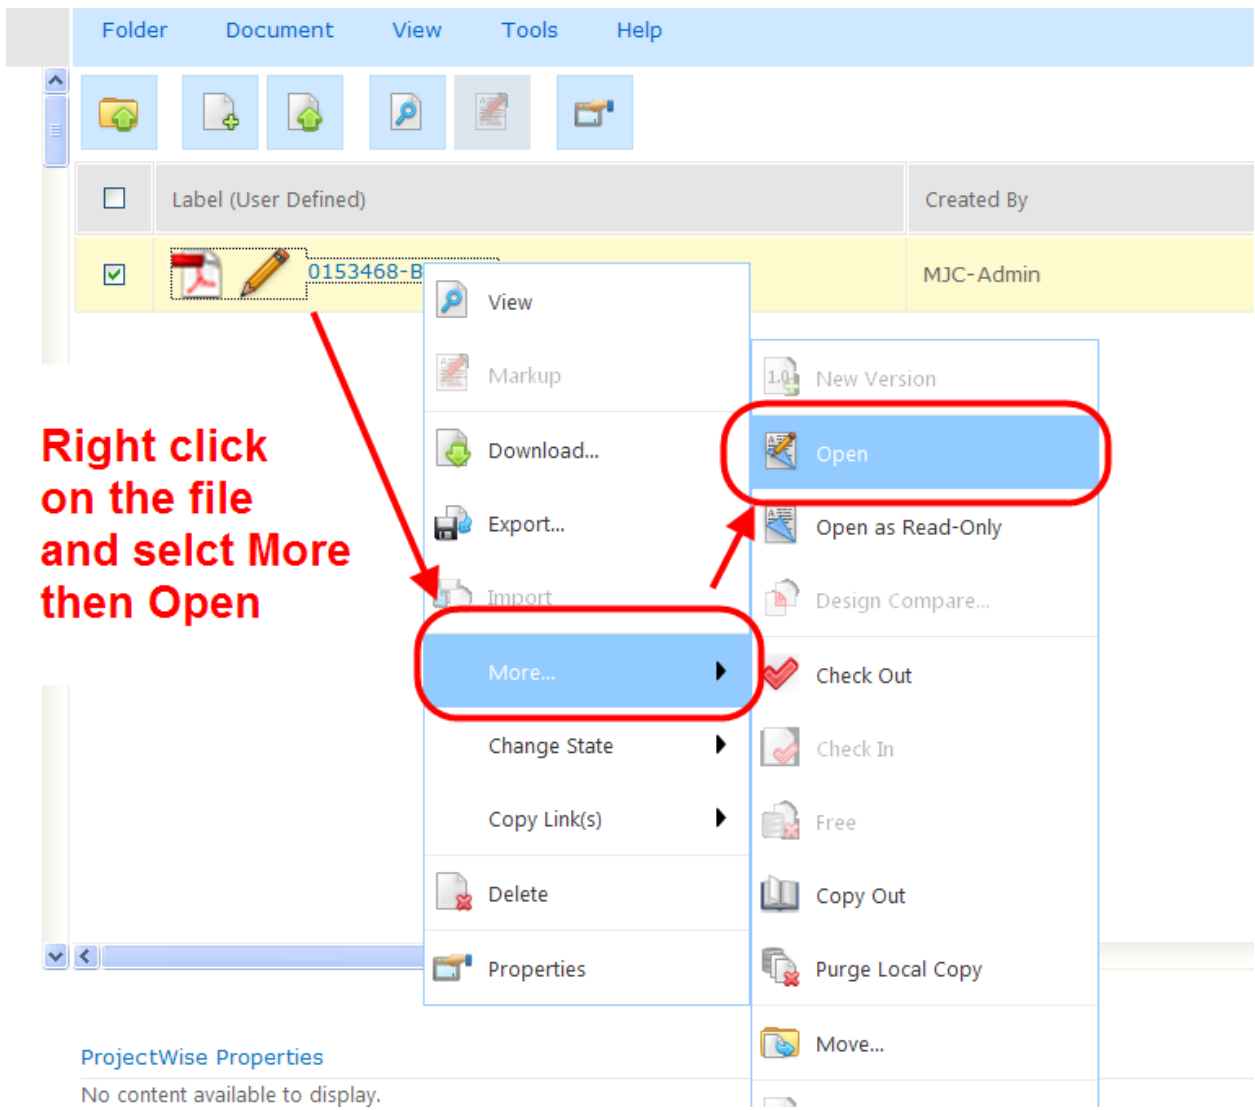 Folder Document View Tools Help
Label (User Defined) Created By
0153468-B MJC-Admin
View
Markup
Download...
Export...
Import
More...
Change State
Copy Link(s)
Delete
Properties
New Version
Open
Open as Read-Only
Design Compare...
Check Out
Check In
Free
Copy Out
Purge Local Copy
Move...
Right click
on the file
and selct More
then Open
ProjectWise Properties
No content available to display.